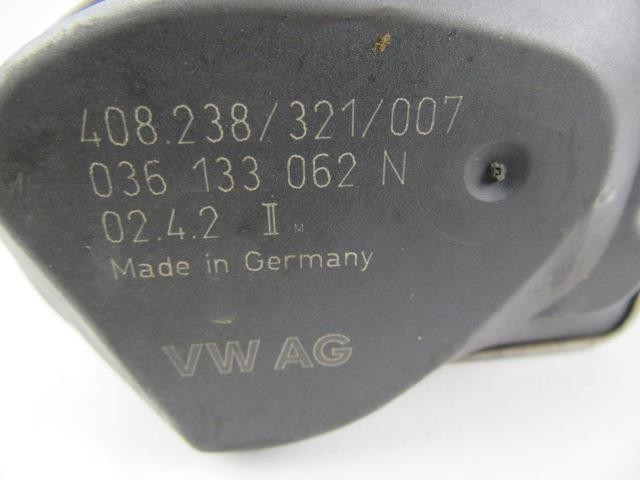 408.238/321/007
036 133 062 N
02.4.2 II M
Made in Germany
VW AG